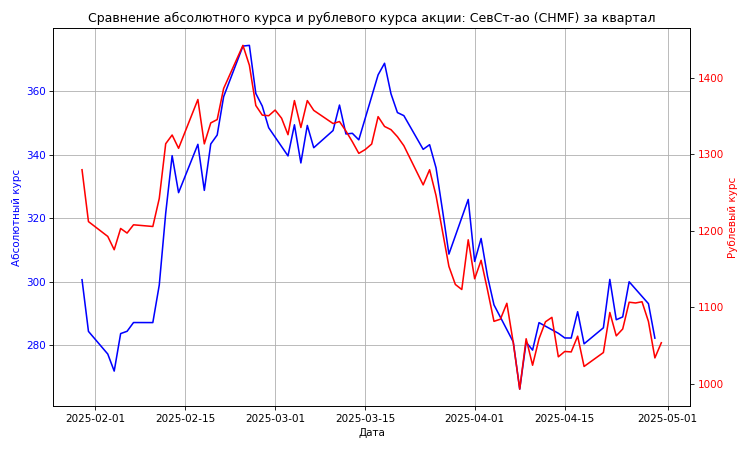 Сравнение абсолютного курса и рублевого курса акции: СевСт-ао (CHMF) за квартал
Абсолютный курс
360
340
320
300
280
Рублевый курс
1400
1300
1200
1100
1000
2025-02-01 2025-02-15 2025-03-01 2025-03-15 2025-04-01 2025-04-15 2025-05-01
Дата